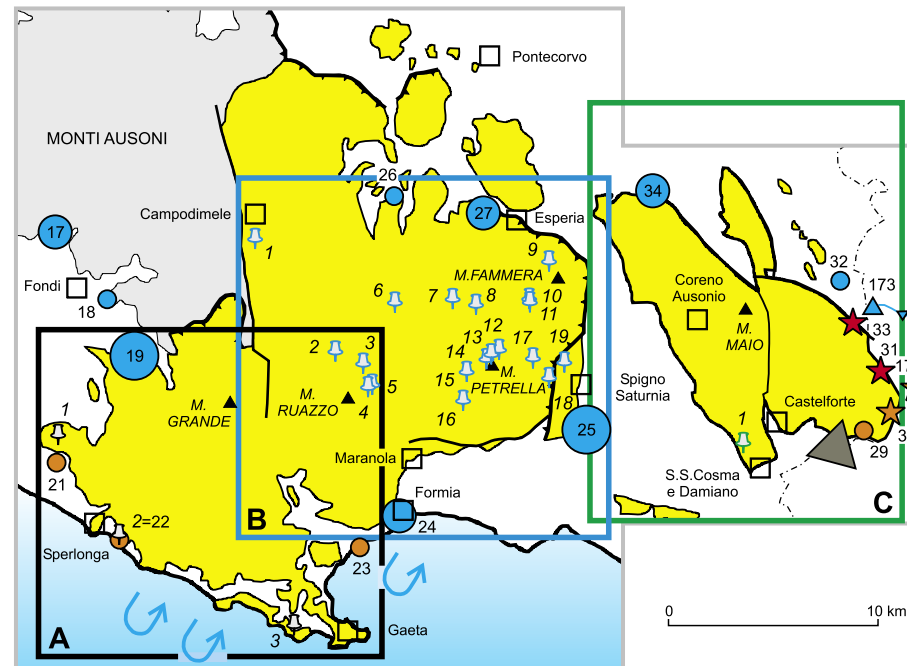 Pontecorvo
MONTI AUSONI
26
34
Campodimele
27
Esperia
17
1
9
32
Fondi
M.FAMMERA
Coreno
Ausonio
173
18
6
7
8
10
11
M.
MAIO
33
19
2
3
12
13
14
17
19
31
M.
PETRELLA
15
5
4
M.
RUAZZO
M.
GRANDE
16
18
Spigno
Saturnia
Castelforte
1
25
1
29
Maranola
21
S.S.Cosma
e Damiano
Formia
B
24
C
2=22
Sperlonga
23
0
10 km
A
3
Gaeta